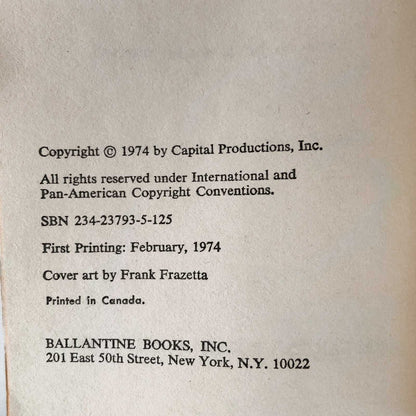 Copyright © 1974 by Capital Productions, Inc.
All rights reserved under International and
Pan-American Copyright Conventions.
SBN 234-23793-5-125
First Printing: February, 1974
Cover art by Frank Frazetta
Printed in Canada.
BALLANTINE BOOKS, INC.
201 East 50th Street, New York, N.Y. 10022